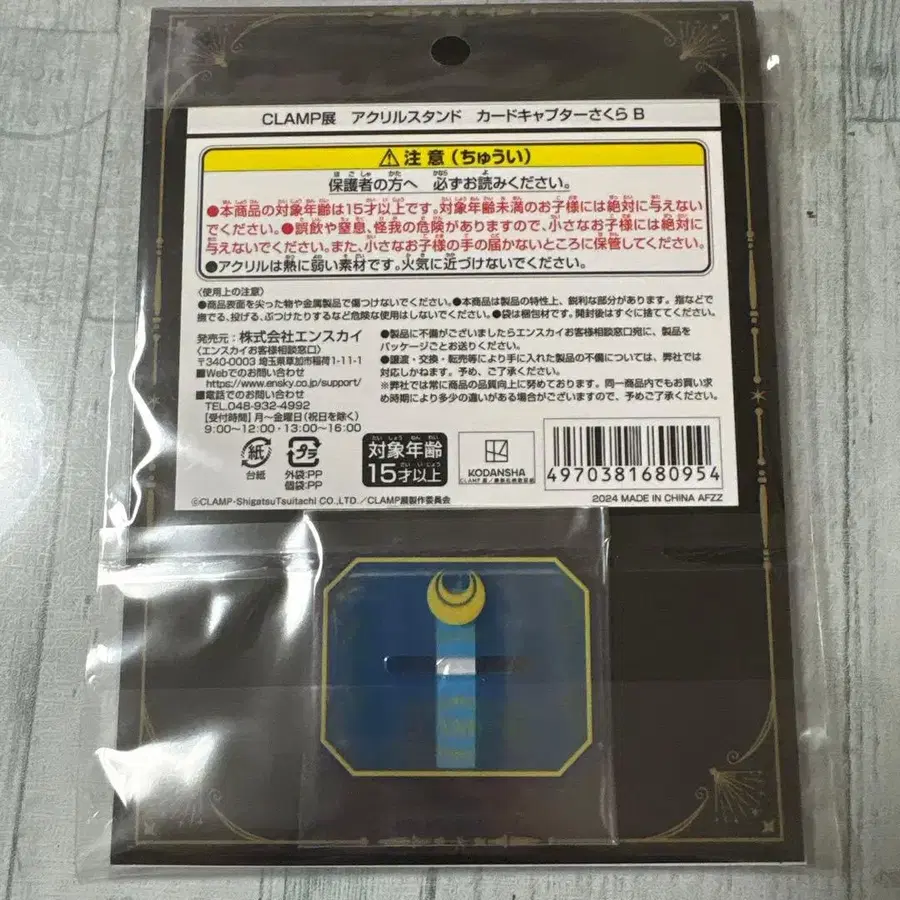 CLAMP展　アクリルスタンド　カードキャプターさくら B
⚠注意(ちゅうい)
保護者の方へ　必ずお読みください。
●本商品の対象年齢は15才以上です。対象年齢未満のお子様には絶対に与えない
でください。●誤飲や窒息、怪我の危険がありますので、小さなお子様には絶対に
与えないでください。また、小さなお子様の手の届かないところに保管してください。
●アクリルは熱に弱い素材です。火気に近づけないでください。
〈使用上の注意〉
●商品表面を尖った物や金属製品で傷つけないでください。●本商品は製品の特性上、鋭利な部分があります。指などで
撫でる、投げる、ぶつけたりするなど危険な使用はしないでください。●袋は梱包材です。開封後はすぐに捨ててください。
発売元：株式会社エンスカイ
〈エンスカイお客様相談窓口〉
〒340-0003 埼玉県草加市稲荷1-11-1
■Webでのお問い合わせ
https://www.ensky.co.jp/support/
■電話でのお問い合わせ
TEL.048-932-4992
【受付時間】月～金曜日(祝日を除く)
9:00～12:00・13:00～16:00
●製品に不備がございましたらエンスカイお客様相談窓口宛に、製品を
パッケージごとお送りください。
●譲渡・交換・転売等により手に入れた製品の不備については、弊社では
対応しかねます。予め、ご了承ください。
※弊社では常に商品の品質向上に努めております。同一商品内でもお買い求
め時期により多少の違いがある場合がございますので、予めご了承ください。
紙
台紙
プラ
外袋:PP
個袋:PP
対象年齢
15才以上
KODANSHA
4970381680954
©CLAMP・ShigatsuTsuitachi CO.,LTD.／CLAMP展製作委員会
2024 MADE IN CHINA AFZZ